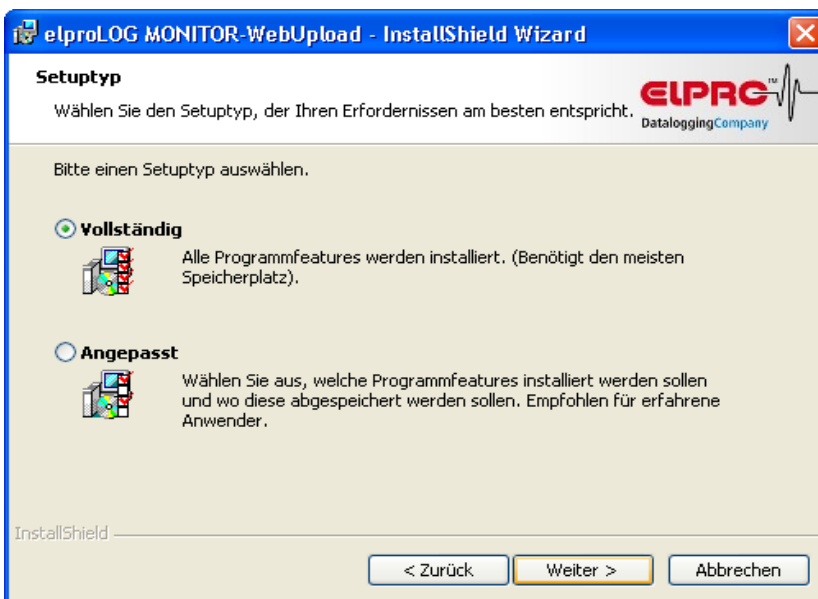 elproLOG MONITOR-WebUpload - InstallShield Wizard
Setuptyp
Wählen Sie den Setuptyp, der Ihren Erfordernissen am besten entspricht.
ELPRO™
DataloggingCompany
Bitte einen Setuptyp auswählen.
Vollständig
Alle Programmfeatures werden installiert. (Benötigt den meisten
Speicherplatz).
Angepasst
Wählen Sie aus, welche Programmfeatures installiert werden sollen
und wo diese abgespeichert werden sollen. Empfohlen für erfahrene
Anwender.
InstallShield
< Zurück
Weiter >
Abbrechen